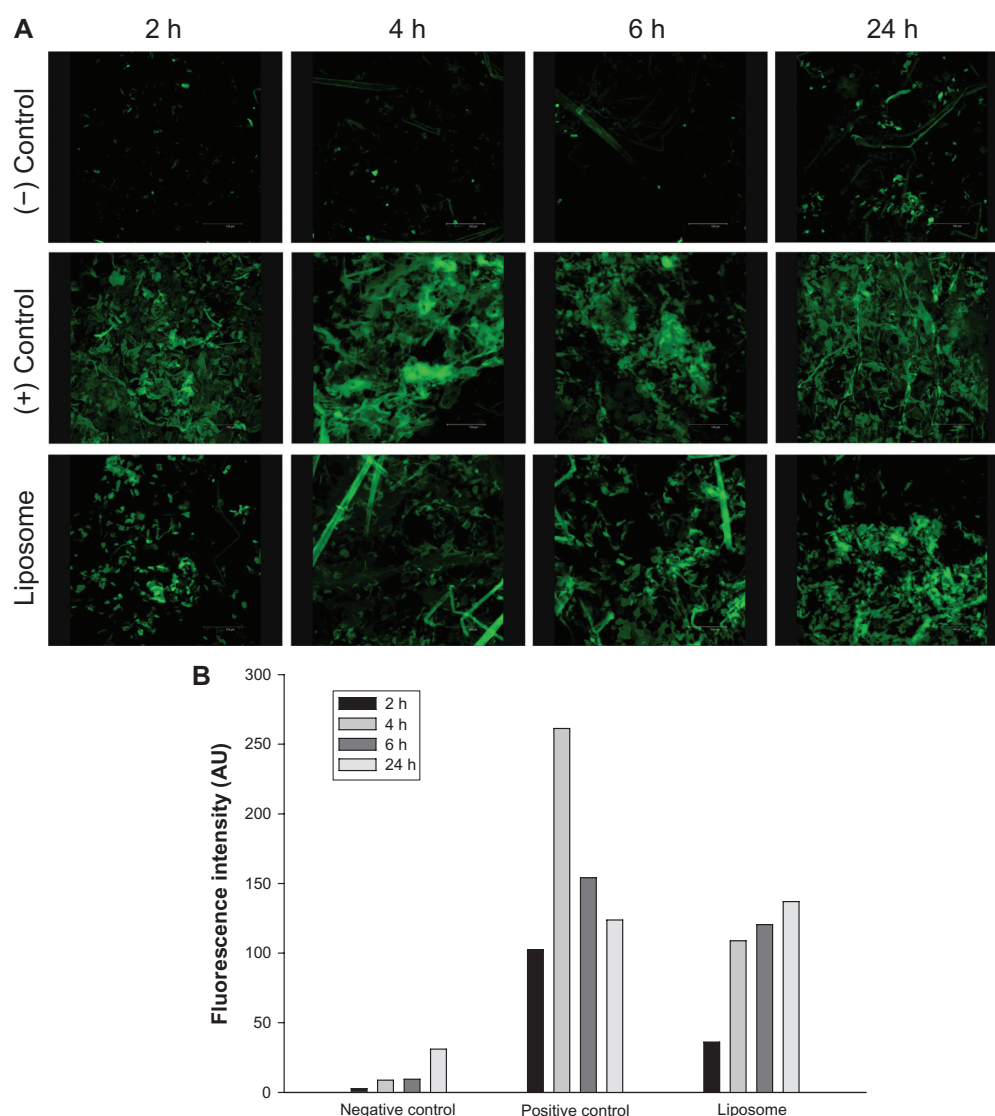 A
2 h 4 h 6 h 24 h
(−) Control
(+) Control
Liposome
B
Fluorescence intensity (AU)
300
250
200
150
100
50
0
2 h
4 h
6 h
24 h
Negative control Positive control Liposome